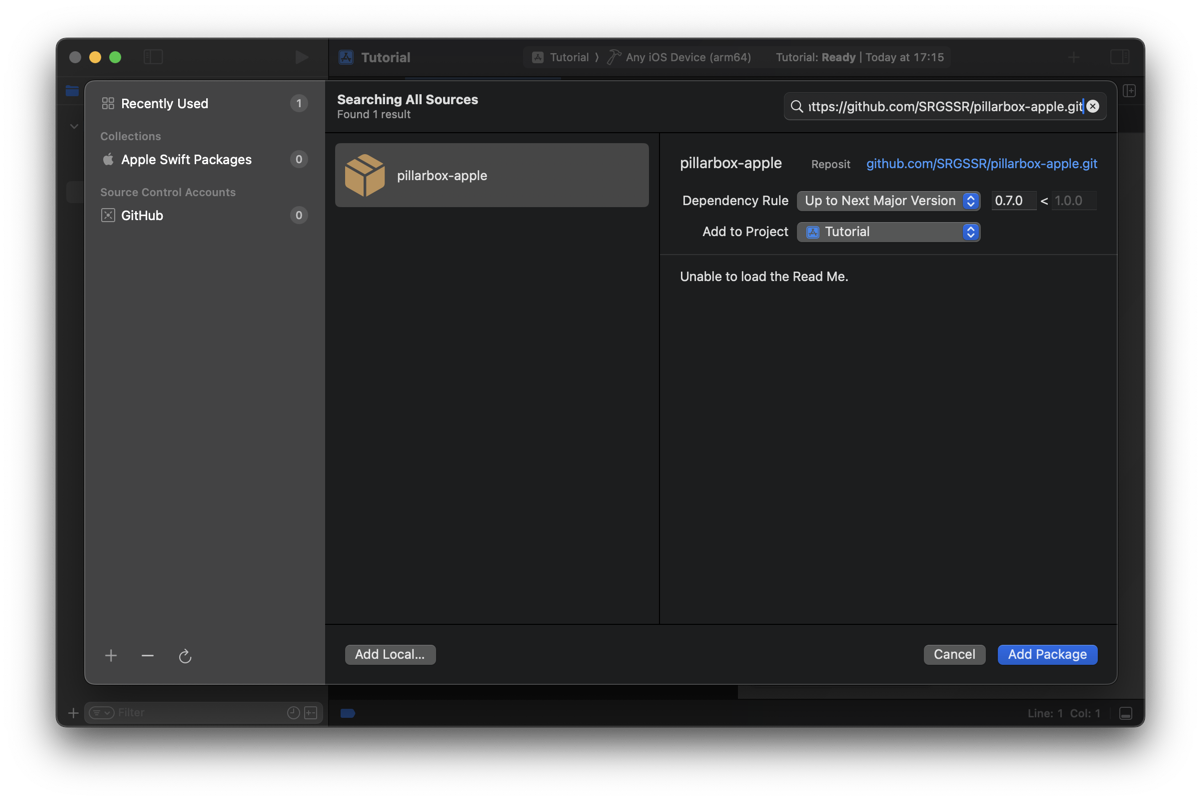 Tutorial
Tutorial ⟩ Any iOS Device (arm64)
Tutorial: Ready | Today at 17:15
Recently Used 1
Collections
Apple Swift Packages 0
Source Control Accounts
GitHub 0
Searching All Sources
Found 1 result
ttps://github.com/SRGSSR/pillarbox-apple.git
pillarbox-apple
pillarbox-apple Reposit github.com/SRGSSR/pillarbox-apple.git
Dependency Rule Up to Next Major Version 0.7.0 < 1.0.0
Add to Project Tutorial
Unable to load the Read Me.
Add Local... Cancel Add Package
Filter
Line: 1 Col: 1